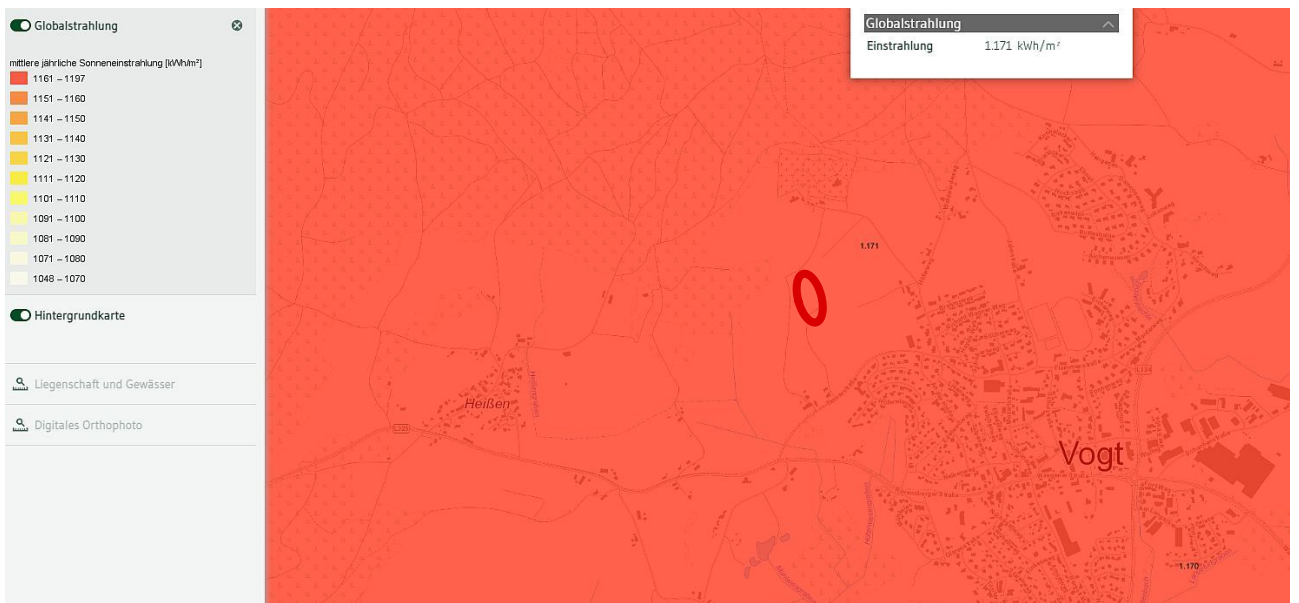 Globalstrahlung
mittlere jährliche Sonneneinstrahlung [kWh/m²]
1161 – 1197
1151 – 1160
1141 – 1150
1131 – 1140
1121 – 1130
1111 – 1120
1101 – 1110
1091 – 1100
1081 – 1090
1071 – 1080
1048 – 1070
Hintergrundkarte
Liegenschaft und Gewässer
Digitales Orthophoto
Globalstrahlung
Einstrahlung 1.171 kWh/m²
1.171
Heißen
Vogt
1.170